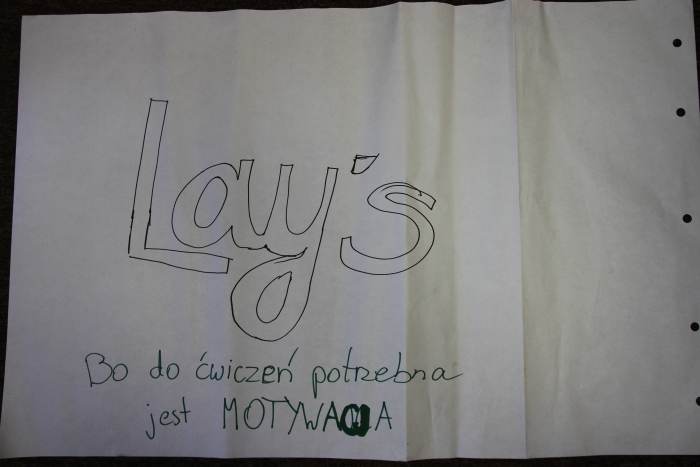 Lay's
Bo do ćwiczeń potrzebna
jest MOTYWACJA